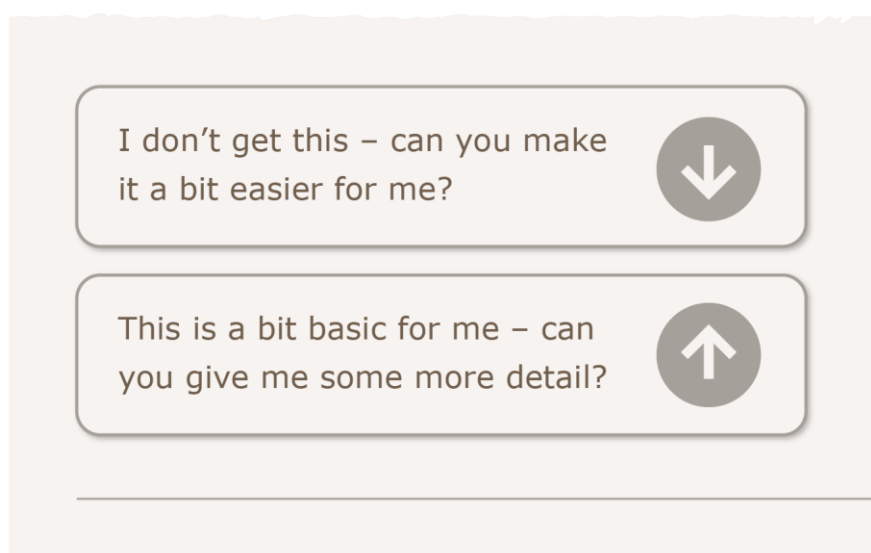 I don’t get this – can you make
it a bit easier for me?
This is a bit basic for me – can
you give me some more detail?